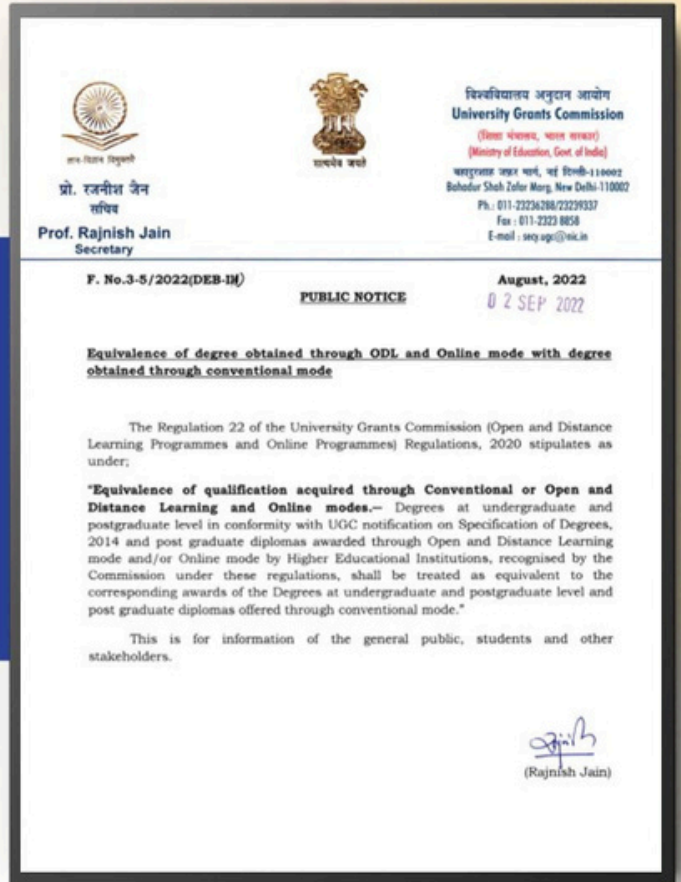 ज्ञान-विज्ञान विमुक्तये
प्रो. रजनीश जैन
सचिव
Prof. Rajnish Jain
Secretary
सत्यमेव जयते
विश्वविद्यालय अनुदान आयोग
University Grants Commission
(शिक्षा मंत्रालय, भारत सरकार)
(Ministry of Education, Govt. of India)
बहादुरशाह ज़फ़र मार्ग, नई दिल्ली-110002
Bahadur Shah Zafar Marg, New Delhi-110002
Ph.: 011-23236288/23239337
Fax : 011-2323 8858
E-mail : secy.ugc@nic.in
F. No.3-5/2022(DEB-III)
August, 2022
PUBLIC NOTICE
02 SEP 2022
Equivalence of degree obtained through ODL and Online mode with degree
obtained through conventional mode
The Regulation 22 of the University Grants Commission (Open and Distance
Learning Programmes and Online Programmes) Regulations, 2020 stipulates as
under;
"Equivalence of qualification acquired through Conventional or Open and
Distance Learning and Online modes.— Degrees at undergraduate and
postgraduate level in conformity with UGC notification on Specification of Degrees,
2014 and post graduate diplomas awarded through Open and Distance Learning
mode and/or Online mode by Higher Educational Institutions, recognised by the
Commission under these regulations, shall be treated as equivalent to the
corresponding awards of the Degrees at undergraduate and postgraduate level and
post graduate diplomas offered through conventional mode."
This is for information of the general public, students and other
stakeholders.
(Rajnish Jain)